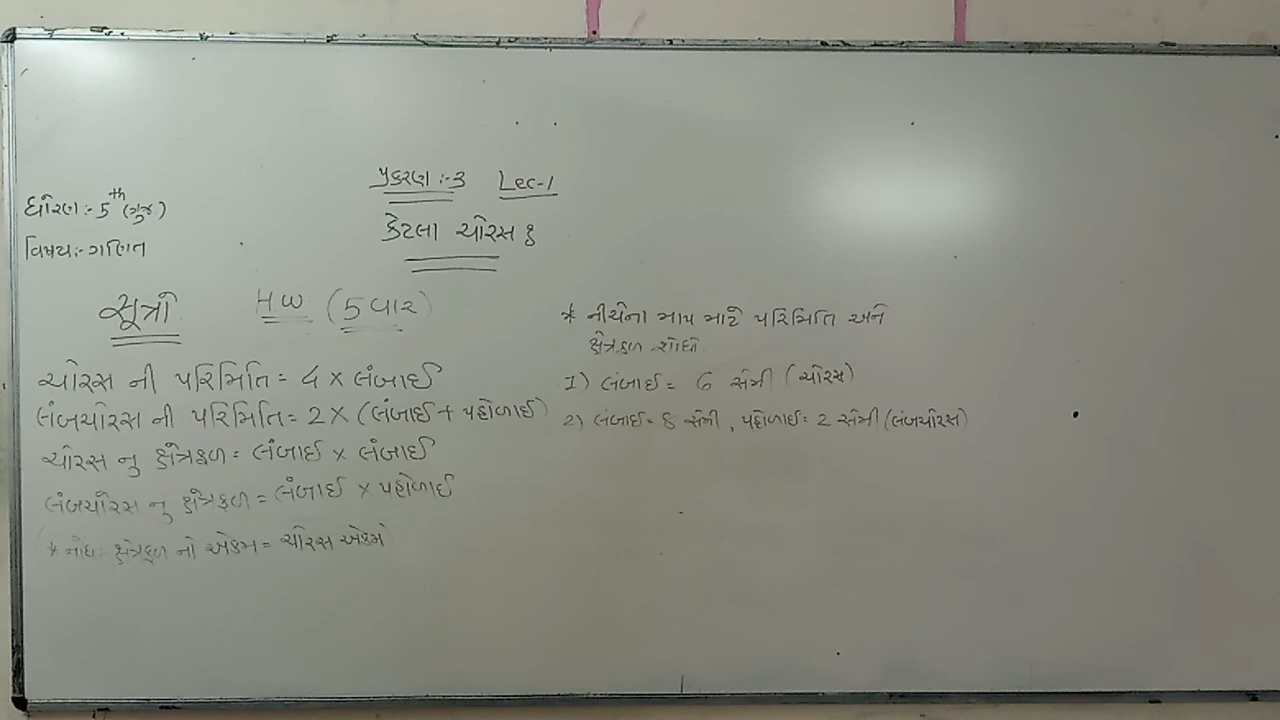 પ્રકરણ:-3 Lec-1
ધોરણ:- 5th (ગુજ)
કેટલા ચોરસ ?
વિષય:- ગણિત
સૂત્રો HW (5 વાર)
ચોરસ ની પરિમિતિ = 4 × લંબાઈ
લંબચોરસ ની પરિમિતિ = 2 × (લંબાઈ + પહોળાઈ)
ચોરસ નુ ક્ષેત્રફળ = લંબાઈ × લંબાઈ
લંબચોરસ નુ ક્ષેત્રફળ = લંબાઈ × પહોળાઈ
(* નોંધ: ક્ષેત્રફળ નો એકમ = ચોરસ એકમ)
* નીચેના માપ માટે પરિમિતિ અને
ક્ષેત્રફળ શોધો.
1) લંબાઈ = 6 સેમી (ચોરસ)
2) લંબાઈ = 8 સેમી , પહોળાઈ = 2 સેમી (લંબચોરસ)